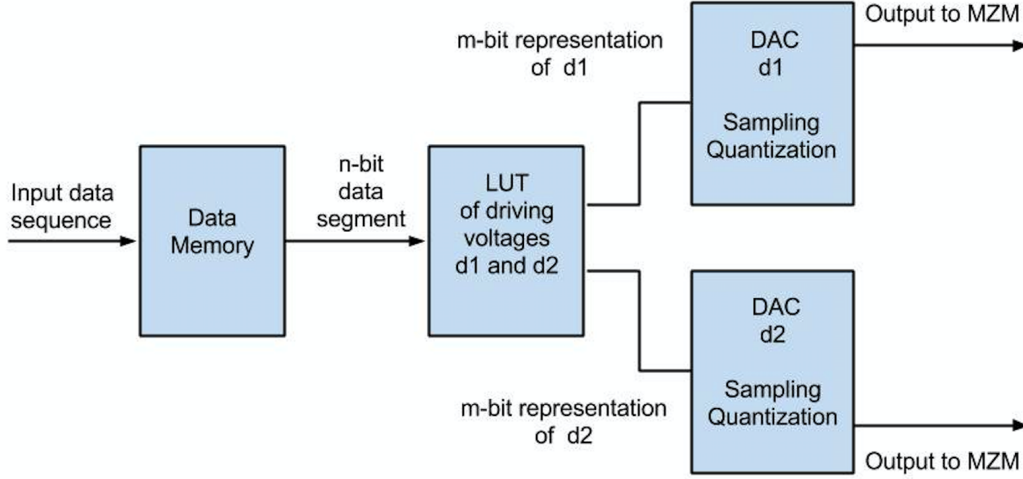 Input data
sequence
Data
Memory
n-bit
data
segment
LUT
of driving
voltages
d1 and d2
m-bit representation
of d1
DAC
d1
Sampling
Quantization
Output to MZM
m-bit representation
of d2
DAC
d2
Sampling
Quantization
Output to MZM